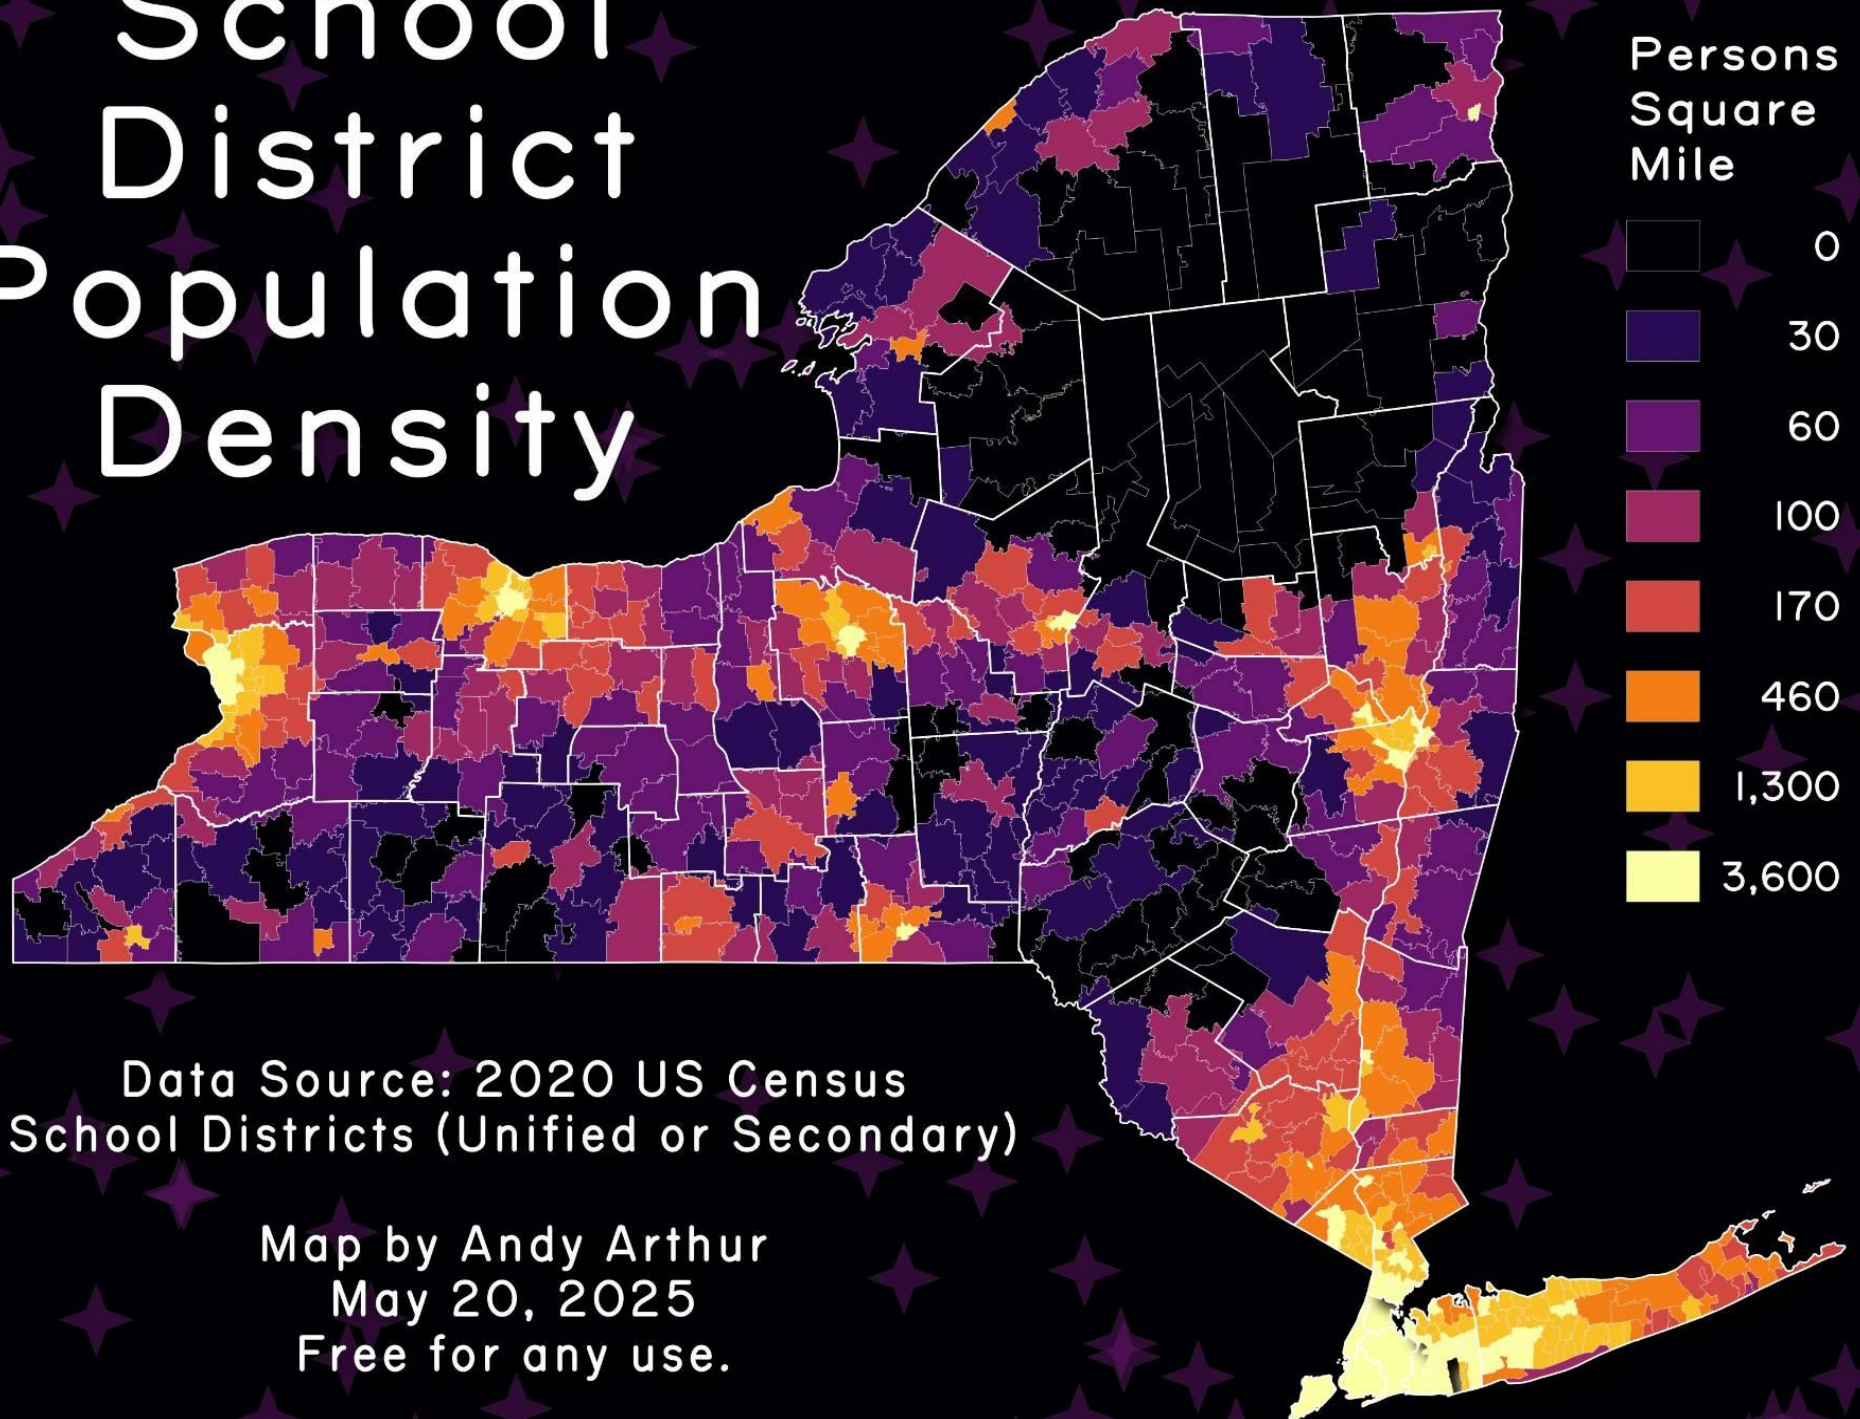 School
District
Population
Density
Persons
Square
Mile
0
30
60
100
170
460
1,300
3,600
Data Source: 2020 US Census
School Districts (Unified or Secondary)
Map by Andy Arthur
May 20, 2025
Free for any use.